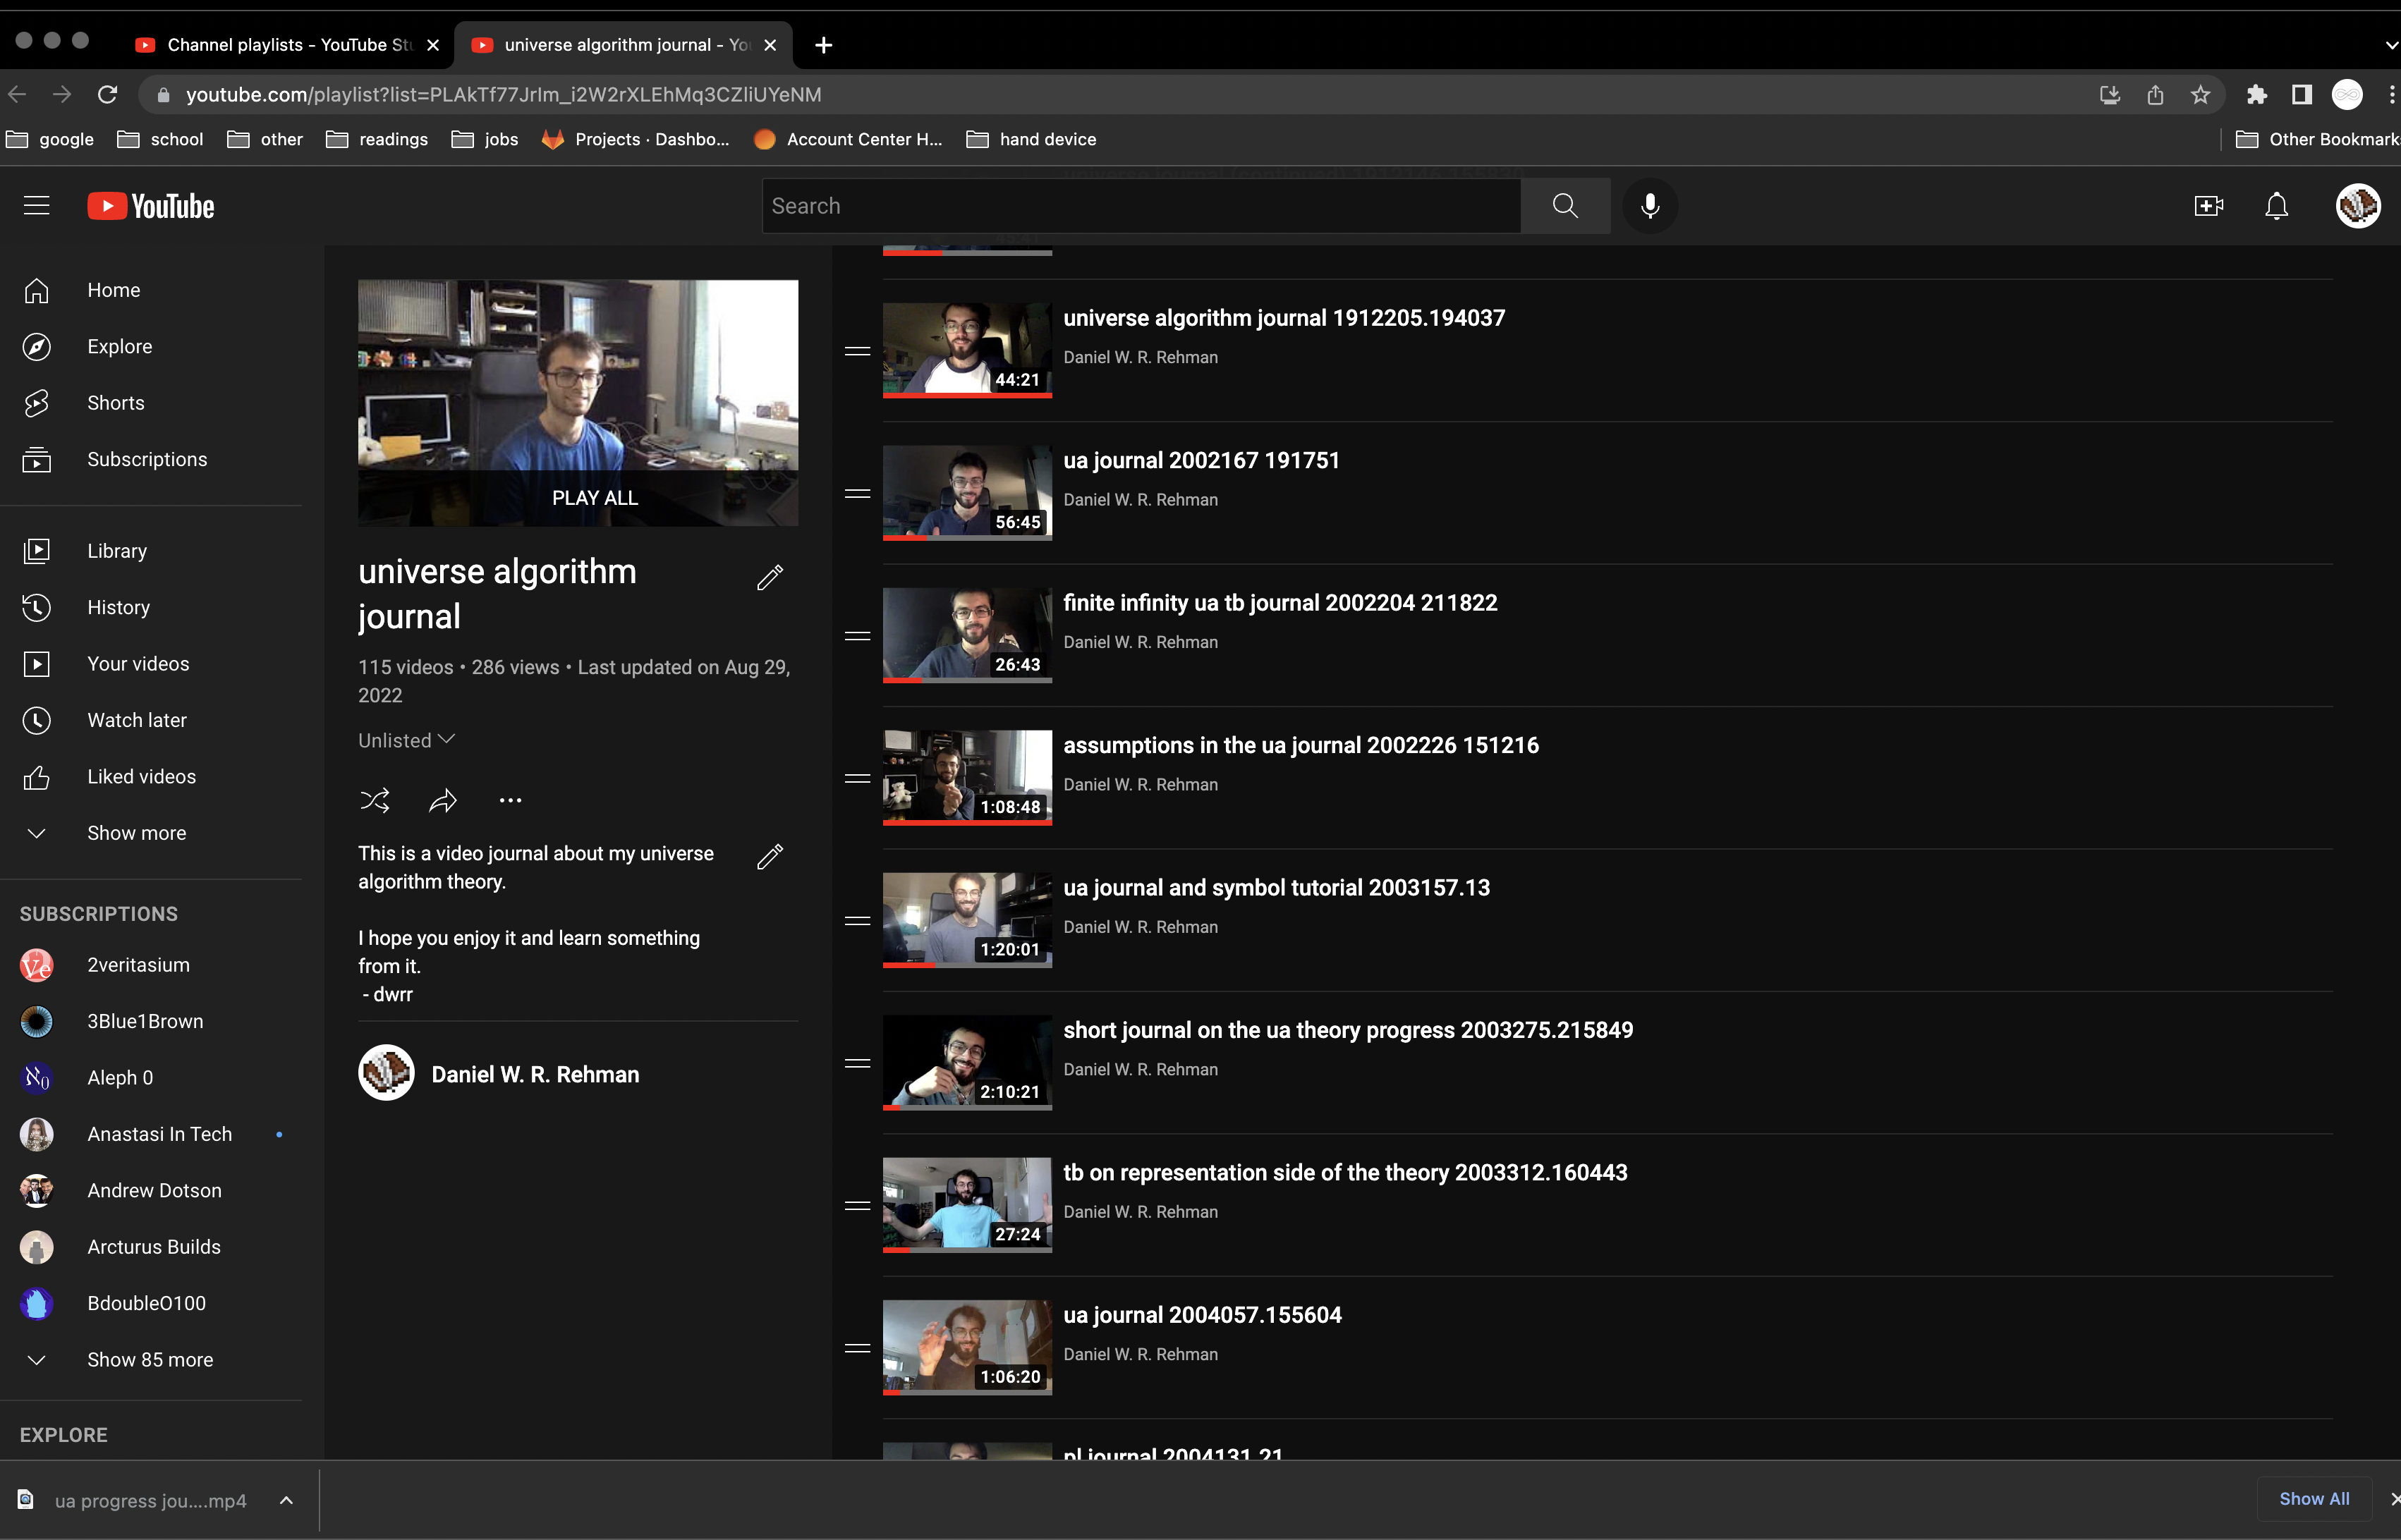 Channel playlists - YouTube Stu
universe algorithm journal - You
youtube.com/playlist?list=PLAkTf77JrIm_i2W2rXLEhMq3CZliUYeNM
google
school
other
readings
jobs
Projects · Dashbo...
Account Center H...
hand device
Other Bookmarks
YouTube
Search
Home
Explore
Shorts
Subscriptions
Library
History
Your videos
Watch later
Liked videos
Show more
SUBSCRIPTIONS
2veritasium
3Blue1Brown
Aleph 0
Anastasi In Tech
Andrew Dotson
Arcturus Builds
BdoubleO100
Show 85 more
EXPLORE
PLAY ALL
universe algorithm
journal
115 videos • 286 views • Last updated on Aug 29,
2022
Unlisted
This is a video journal about my universe
algorithm theory.
I hope you enjoy it and learn something
from it.
- dwrr
Daniel W. R. Rehman
universe journal (continued) 1912146.155839
44:21
universe algorithm journal 1912205.194037
Daniel W. R. Rehman
56:45
ua journal 2002167 191751
Daniel W. R. Rehman
26:43
finite infinity ua tb journal 2002204 211822
Daniel W. R. Rehman
1:08:48
assumptions in the ua journal 2002226 151216
Daniel W. R. Rehman
1:20:01
ua journal and symbol tutorial 2003157.13
Daniel W. R. Rehman
2:10:21
short journal on the ua theory progress 2003275.215849
Daniel W. R. Rehman
27:24
tb on representation side of the theory 2003312.160443
Daniel W. R. Rehman
1:06:20
ua journal 2004057.155604
Daniel W. R. Rehman
pl journal 2004131.21
ua progress jou....mp4
Show All